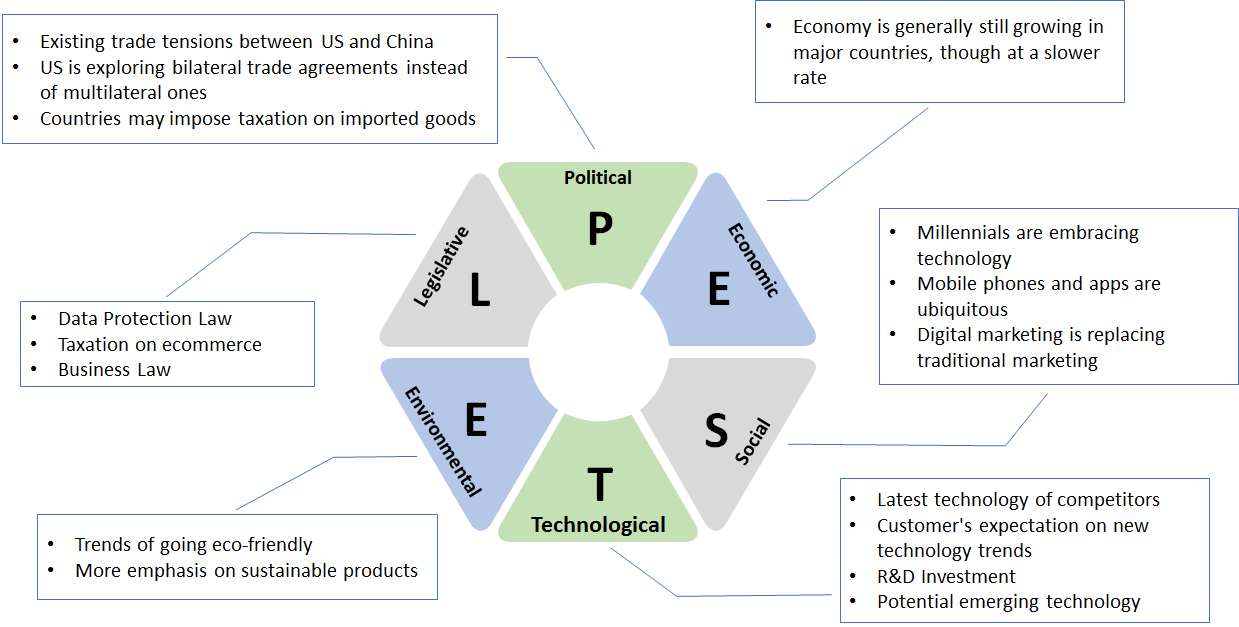 • Existing trade tensions between US and China
• US is exploring bilateral trade agreements instead
of multilateral ones
• Countries may impose taxation on imported goods
• Economy is generally still growing in
major countries, though at a slower
rate
Political
P
Economic
E
Legislative
L
• Millennials are embracing
technology
• Mobile phones and apps are
ubiquitous
• Digital marketing is replacing
traditional marketing
• Data Protection Law
• Taxation on ecommerce
• Business Law
Environmental
E
S
Social
T
Technological
• Trends of going eco-friendly
• More emphasis on sustainable products
• Latest technology of competitors
• Customer's expectation on new
technology trends
• R&D Investment
• Potential emerging technology